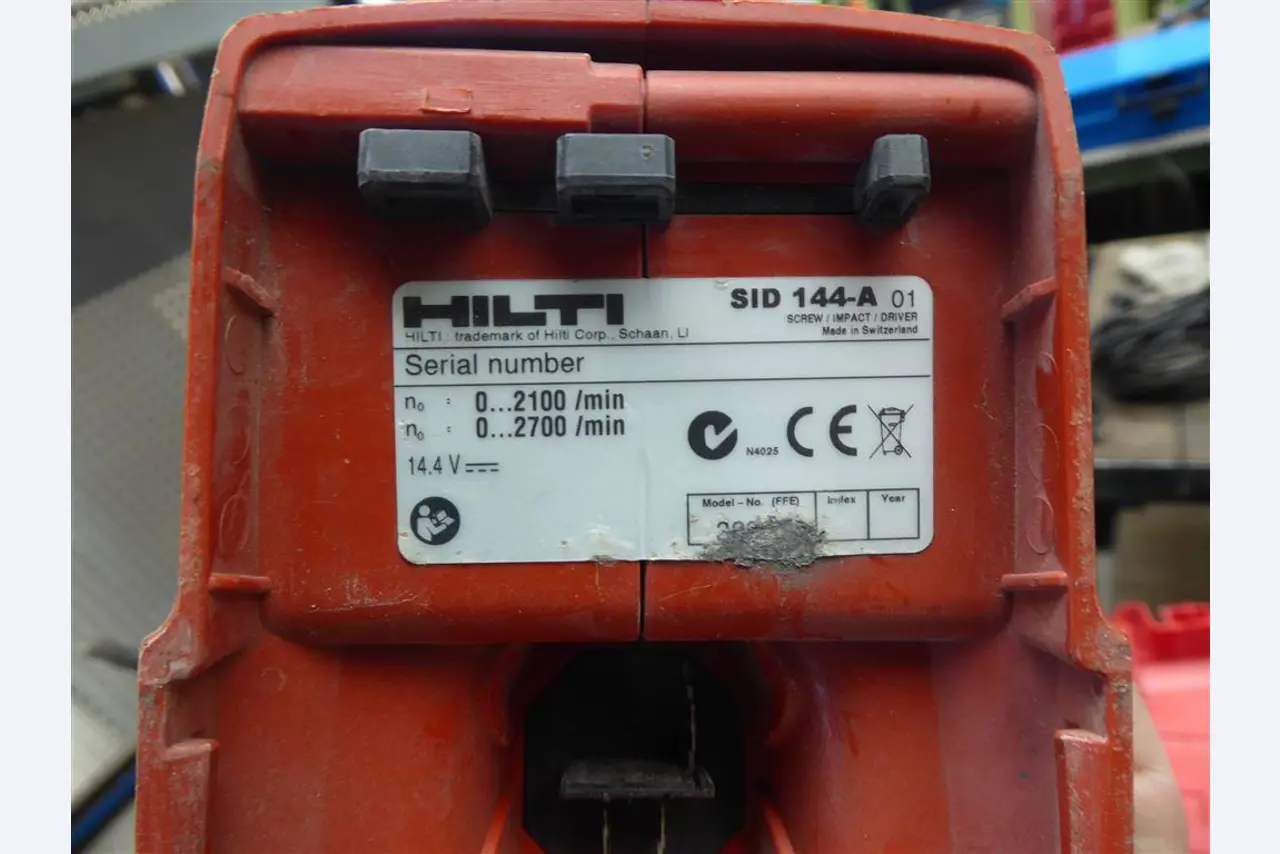 HILTI
HILTI : trademark of Hilti Corp., Schaan, LI
SID 144-A 01
SCREW / IMPACT / DRIVER
Made in Switzerland
Serial number
n₀ : 0...2100 /min
n₀ : 0...2700 /min
14.4 V
N4025
CE
Model – No. (FFE) Index Year